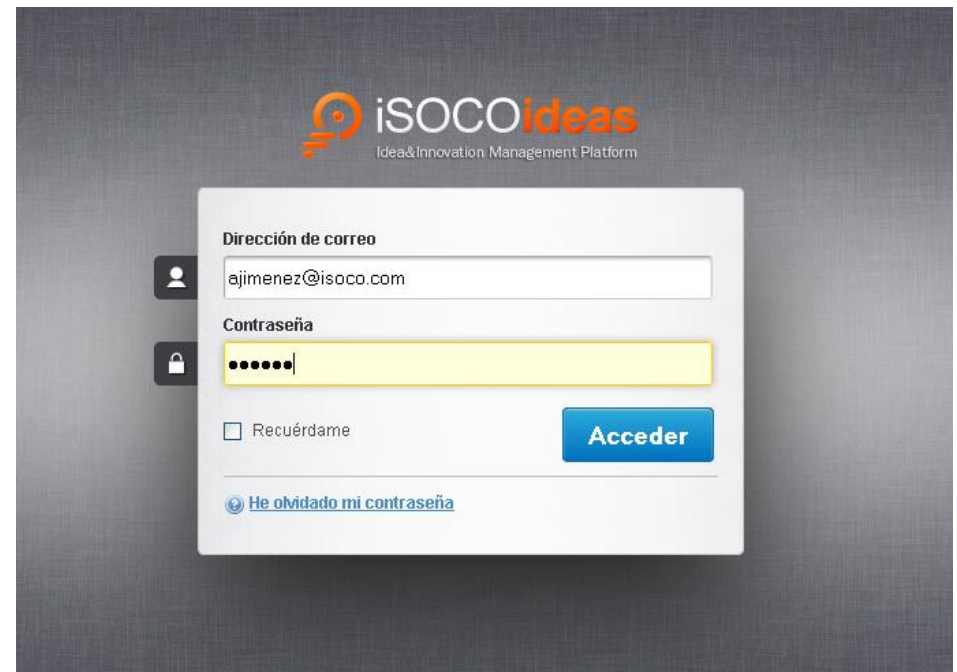 iSOCOideas
Idea&Innovation Management Platform
Dirección de correo
ajimenez@isoco.com
Contraseña
••••••
Recuérdame
Acceder
He olvidado mi contraseña